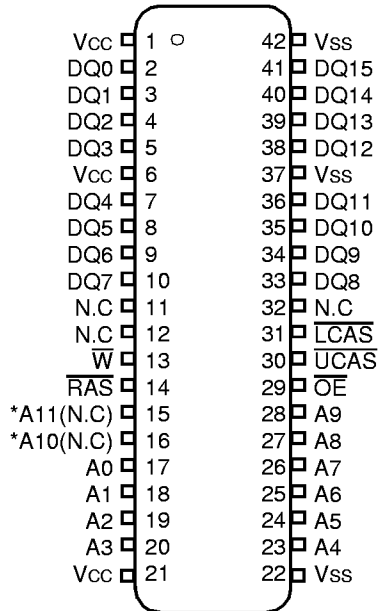 Vcc 1 42 Vss
DQ0 2 41 DQ15
DQ1 3 40 DQ14
DQ2 4 39 DQ13
DQ3 5 38 DQ12
Vcc 6 37 Vss
DQ4 7 36 DQ11
DQ5 8 35 DQ10
DQ6 9 34 DQ9
DQ7 10 33 DQ8
N.C 11 32 N.C
N.C 12 31 L̅C̅A̅S̅
W̅ 13 30 U̅C̅A̅S̅
R̅A̅S̅ 14 29 O̅E̅
*A11(N.C) 15 28 A9
*A10(N.C) 16 27 A8
A0 17 26 A7
A1 18 25 A6
A2 19 24 A5
A3 20 23 A4
Vcc 21 22 Vss